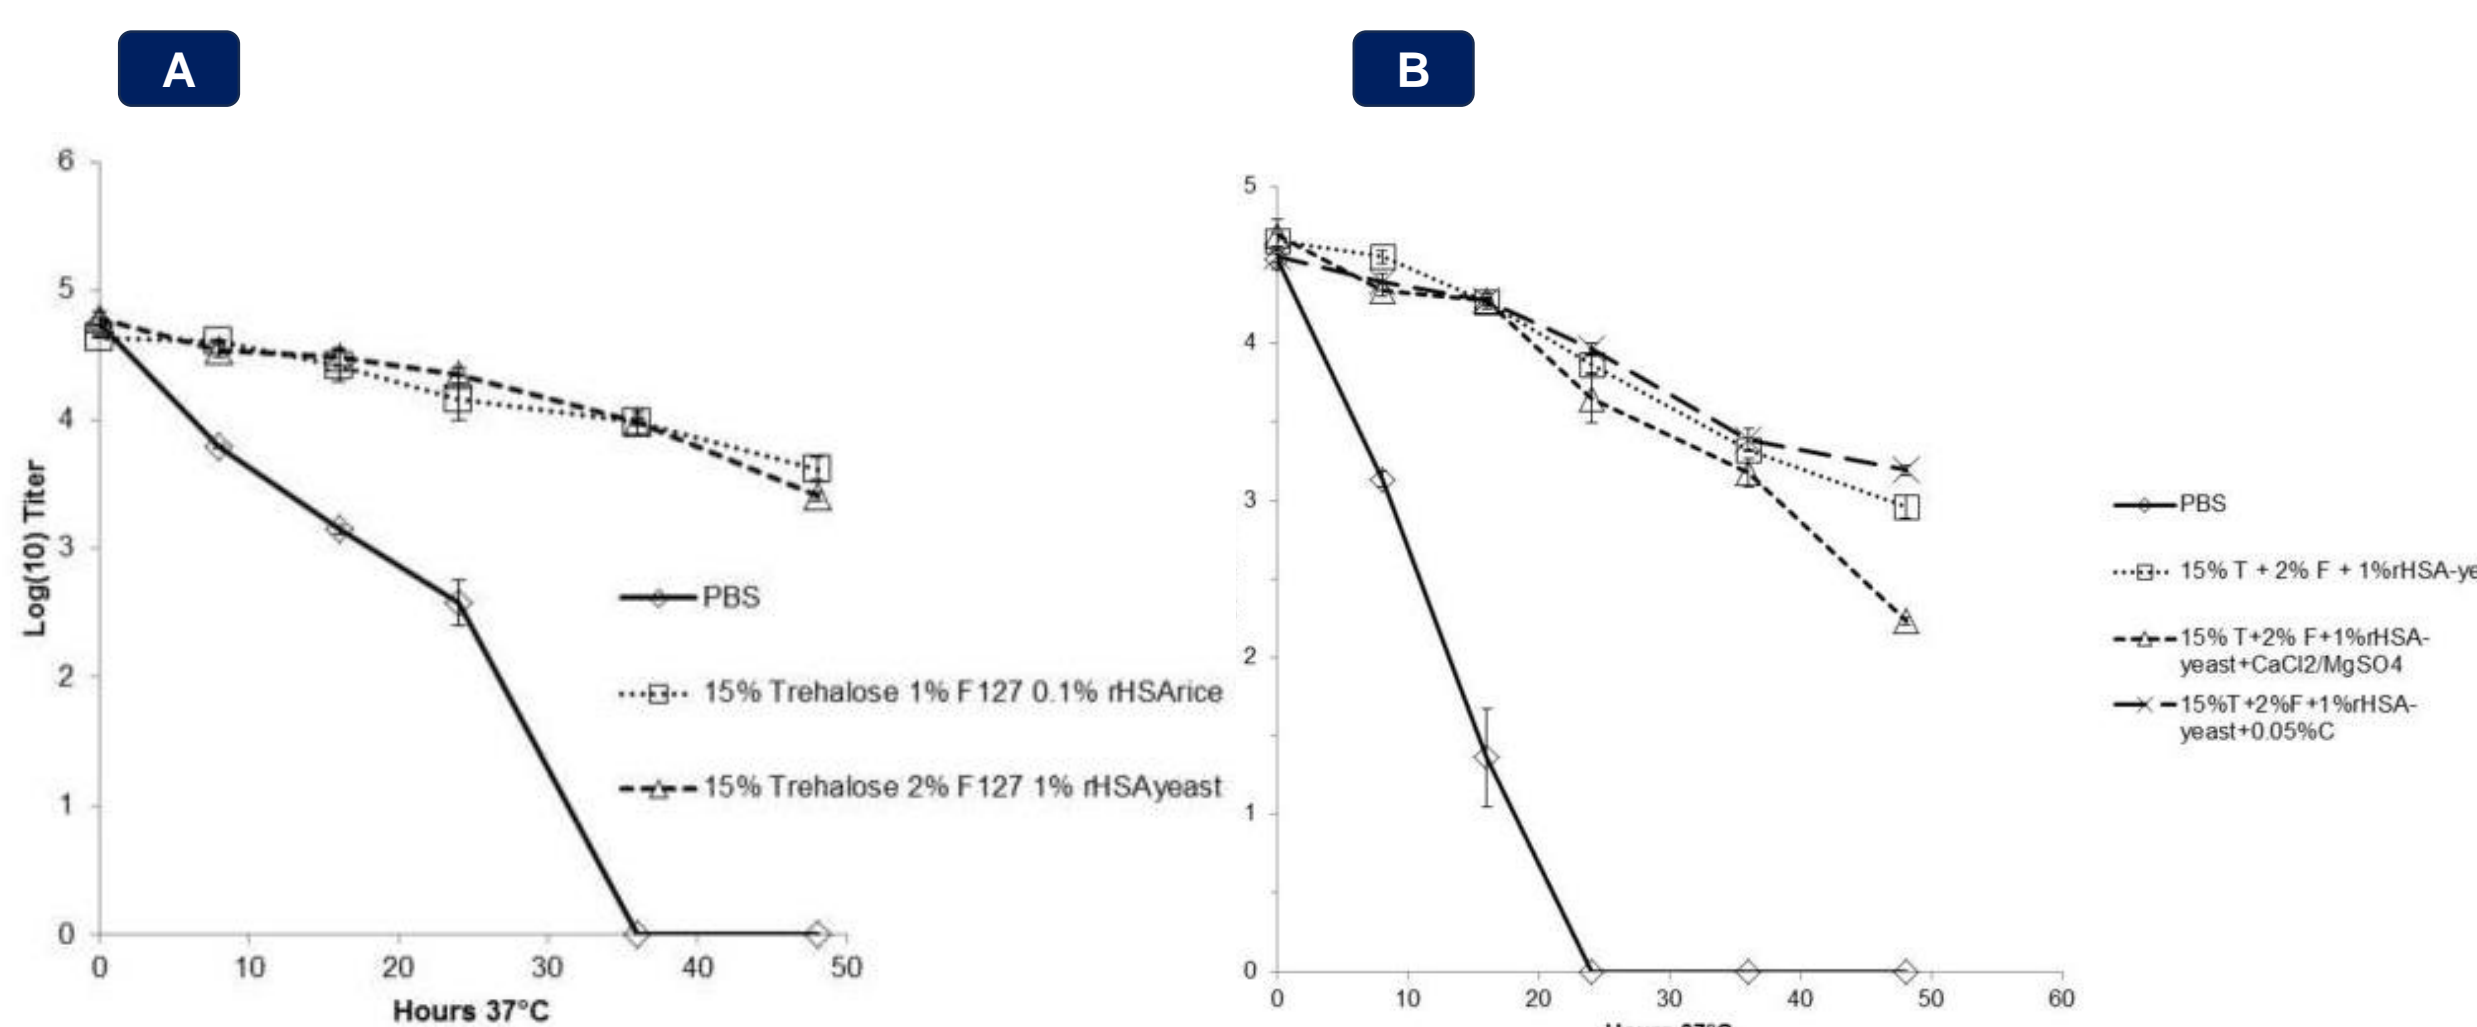 A
B
6
5
4
3
2
1
0
Log(10) Titer
0 10 20 30 40 50
Hours 37°C
PBS
15% Trehalose 1% F127 0.1% rHSArice
15% Trehalose 2% F127 1% rHSAyeast
5
4
3
2
1
0
0 10 20 30 40 50 60
PBS
15% T + 2% F + 1%rHSA-ye
15% T+2% F+1%rHSA-
yeast+CaCl2/MgSO4
15%T+2%F+1%rHSA-
yeast+0.05%C